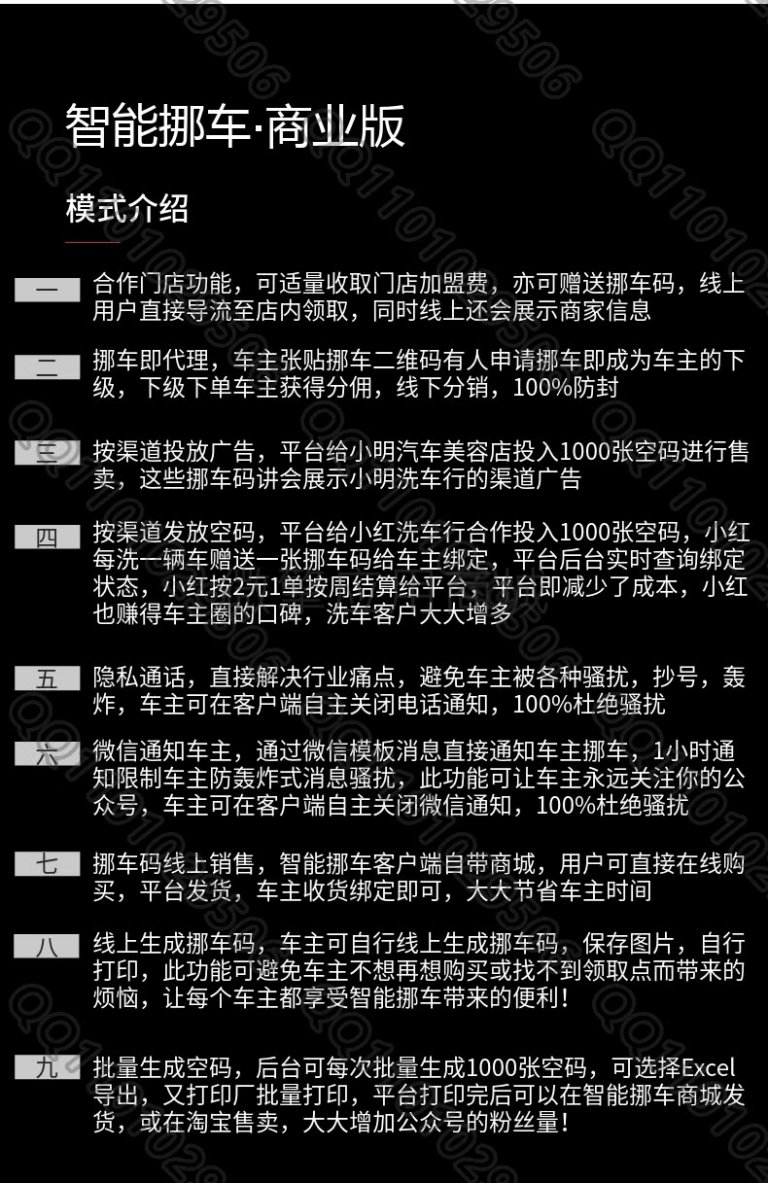 智能挪车·商业版
模式介绍
一 合作门店功能，可适量收取门店加盟费，亦可赠送挪车码，线上
用户直接导流至店内领取，同时线上还会展示商家信息
二 挪车即代理，车主张贴挪车二维码有人申请挪车即成为车主的下
级，下级下单车主获得分佣，线下分销，100%防封
三 按渠道投放广告，平台给小明汽车美容店投入1000张空码进行售
卖，这些挪车码讲会展示小明洗车行的渠道广告
四 按渠道发放空码，平台给小红洗车行合作投入1000张空码，小红
每洗一辆车赠送一张挪车码给车主绑定，平台后台实时查询绑定
状态，小红按2元1单按周结算给平台，平台即减少了成本，小红
也赚得车主圈的口碑，洗车客户大大增多
五 隐私通话，直接解决行业痛点，避免车主被各种骚扰，抄号，轰
炸，车主可在客户端自主关闭电话通知，100%杜绝骚扰
六 微信通知车主，通过微信模板消息直接通知车主挪车，1小时通
知限制车主防轰炸式消息骚扰，此功能可让车主永远关注你的公
众号，车主可在客户端自主关闭微信通知，100%杜绝骚扰
七 挪车码线上销售，智能挪车客户端自带商城，用户可直接在线购
买，平台发货，车主收货绑定即可，大大节省车主时间
八 线上生成挪车码，车主可自行线上生成挪车码，保存图片，自行
打印，此功能可避免车主不想再想购买或找不到领取点而带来的
烦恼，让每个车主都享受智能挪车带来的便利！
九 批量生成空码，后台可每次批量生成1000张空码，可选择Excel
导出，又打印厂批量打印，平台打印完后可以在智能挪车商城发
货，或在淘宝售卖，大大增加公众号的粉丝量！